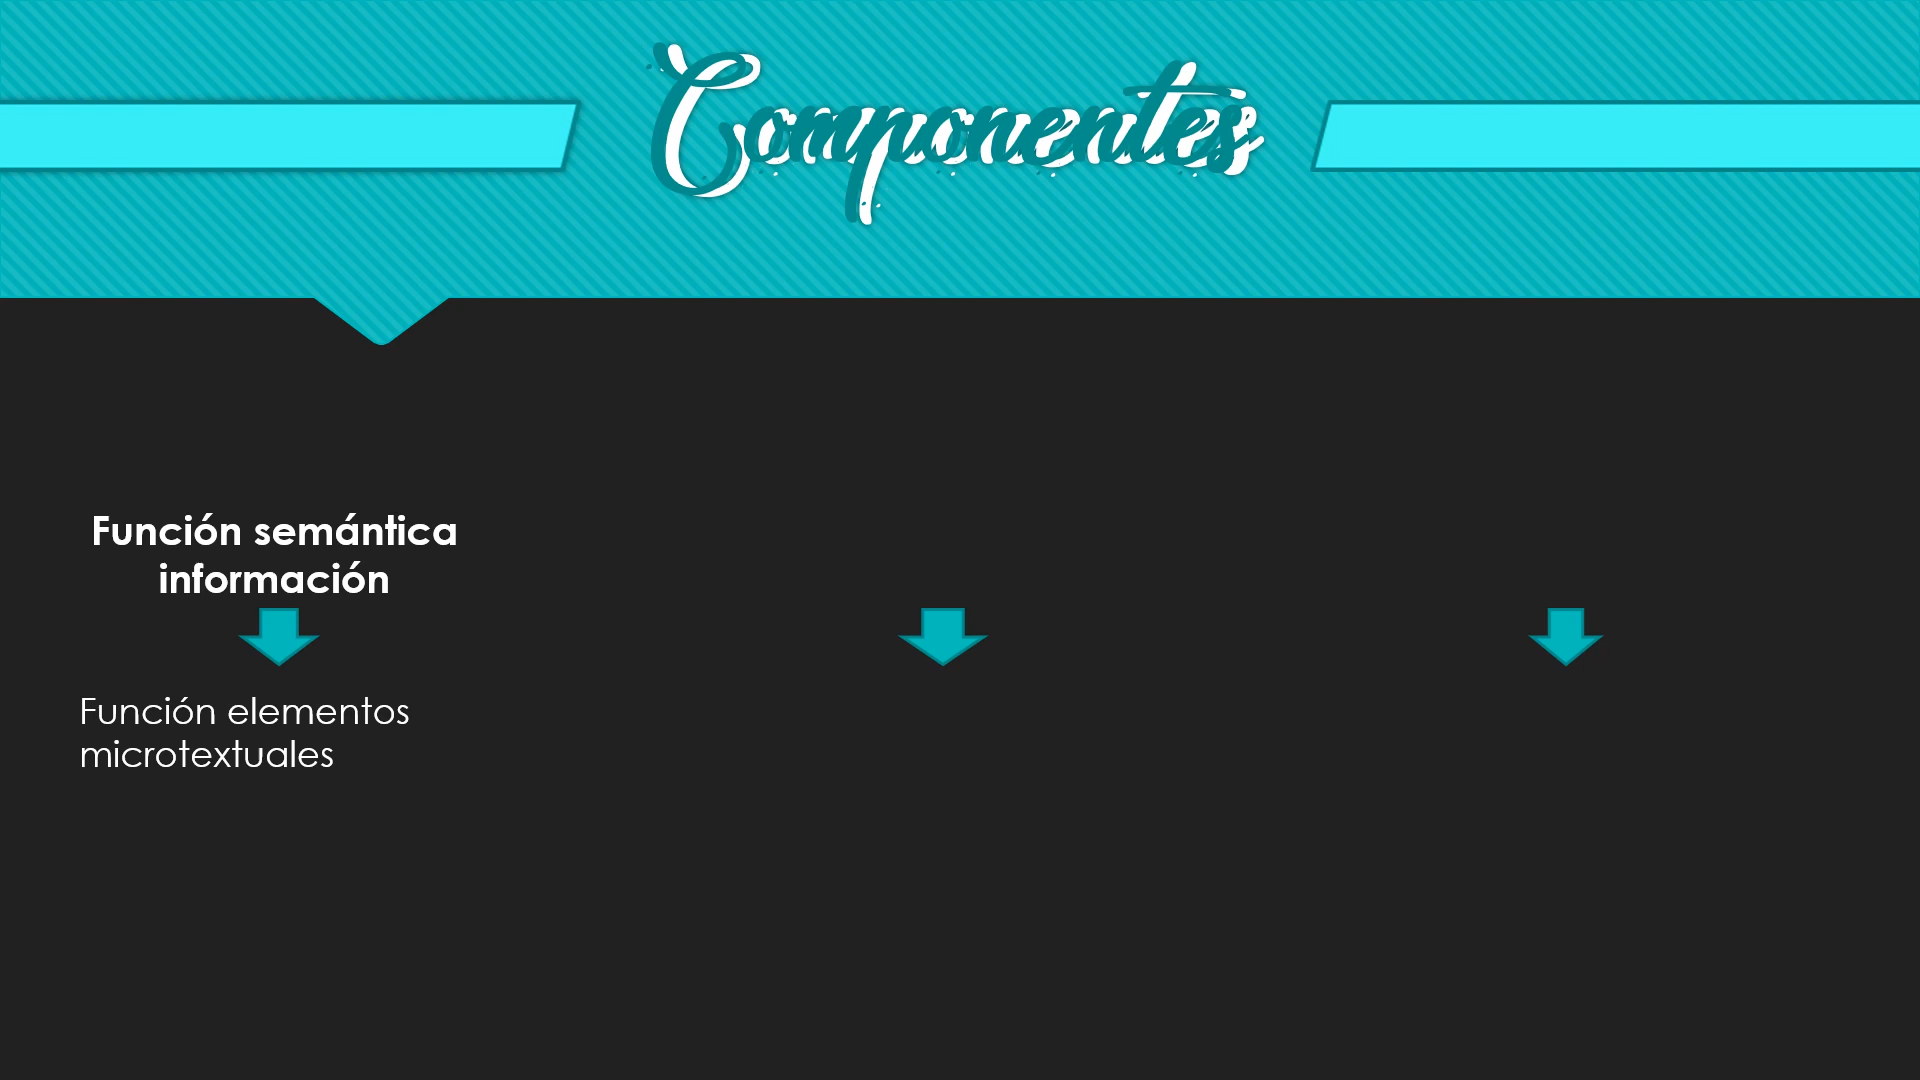 Componentes
Función semántica
información
Función elementos
microtextuales